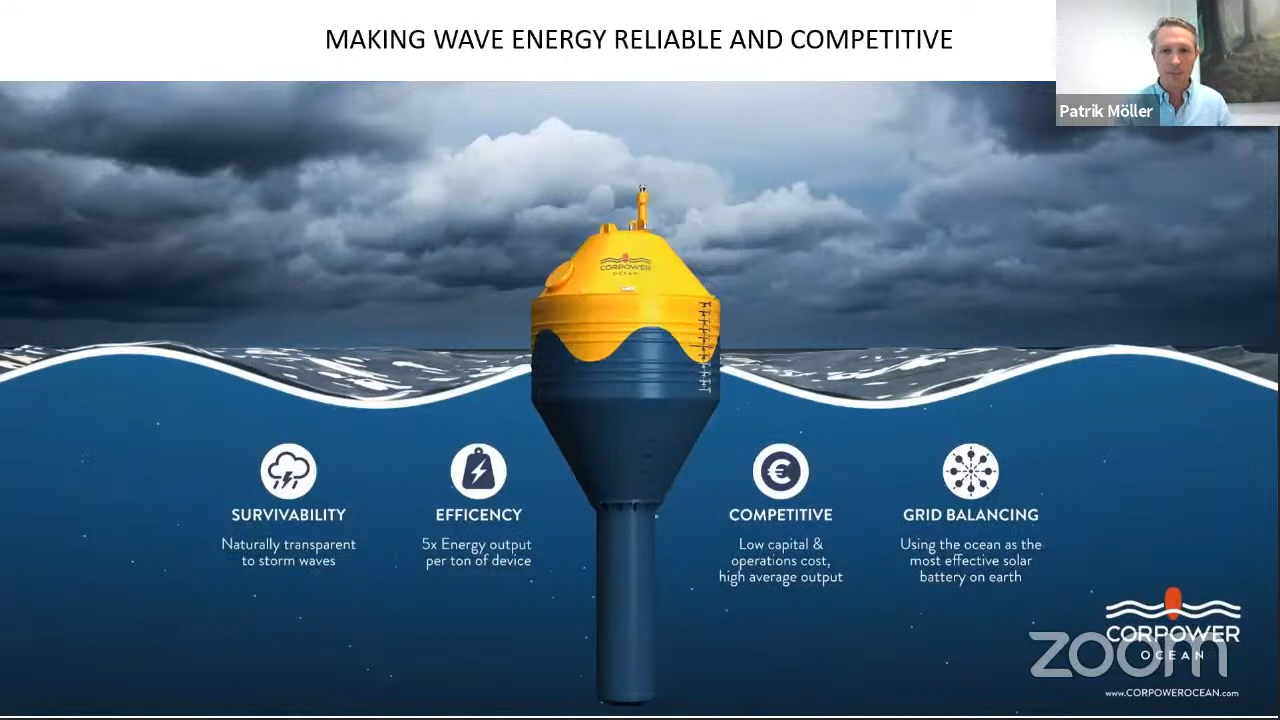 MAKING WAVE ENERGY RELIABLE AND COMPETITIVE
Patrik Möller
CORPOWER
OCEAN
SURVIVABILITY
Naturally transparent
to storm waves
EFFICENCY
5x Energy output
per ton of device
COMPETITIVE
Low capital &
operations cost,
high average output
GRID BALANCING
Using the ocean as the
most effective solar
battery on earth
CORPOWER
OCEAN
zoom
www.CORPOWEROCEAN.com